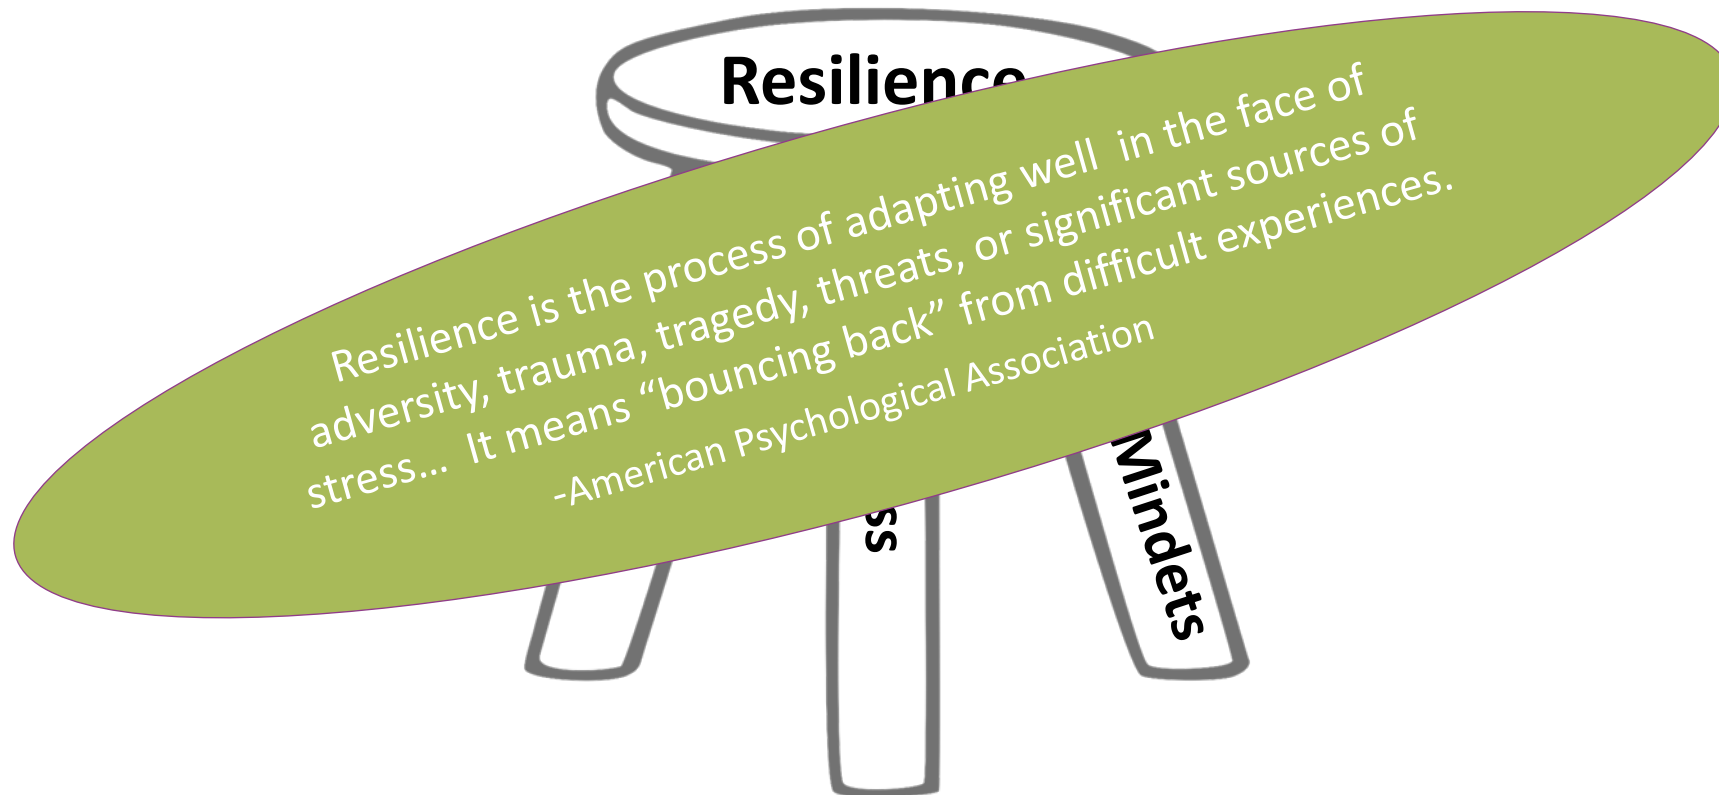 Resilience
Resilience is the process of adapting well  in the face of
adversity, trauma, tragedy, threats, or significant sources of
stress…  It means “bouncing back” from difficult experiences.
-American Psychological Association
ss
Mindets